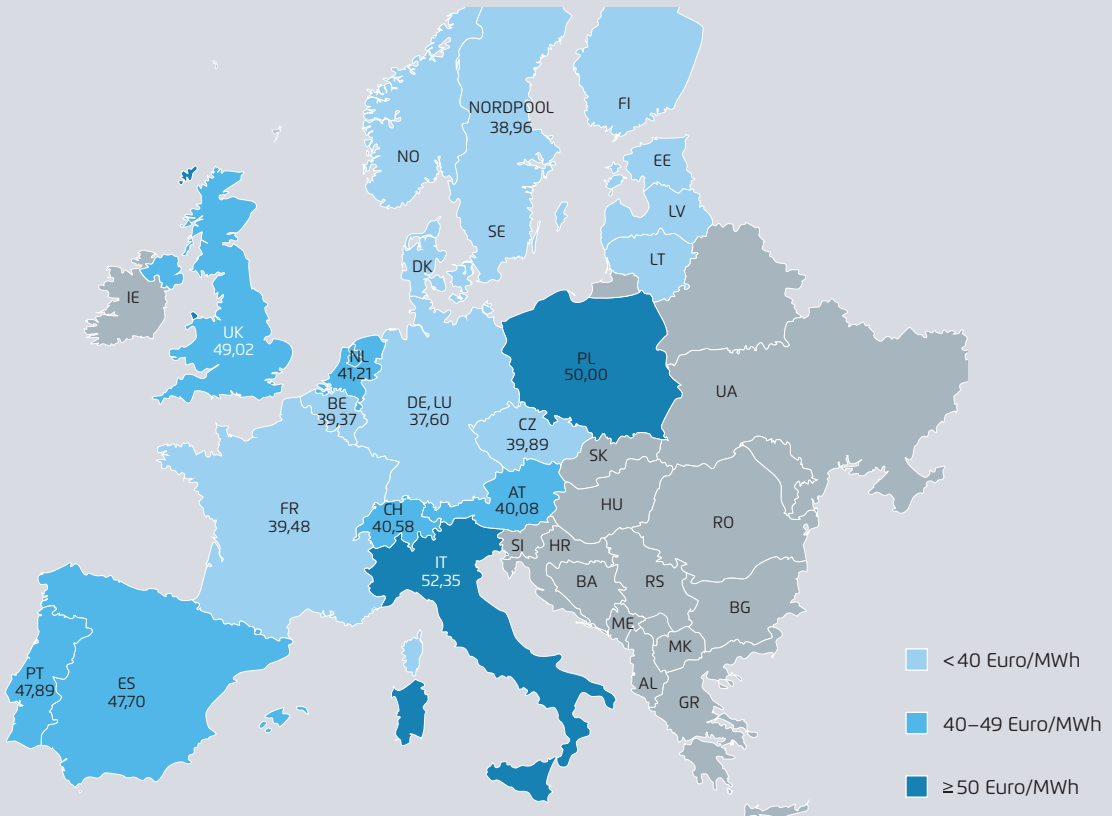 FI
NORDPOOL
38,96
NO
EE
LV
SE
LT
DK
IE
UK
49,02
NL
41,21
PL
50,00
UA
BE
39,37
DE, LU
37,60
CZ
39,89
SK
AT
40,08
HU
FR
39,48
CH
40,58
RO
SI
HR
IT
52,35
BA
RS
BG
ME
MK
PT
47,89
ES
47,70
AL
GR
<40 Euro/MWh
40–49 Euro/MWh
≥50 Euro/MWh